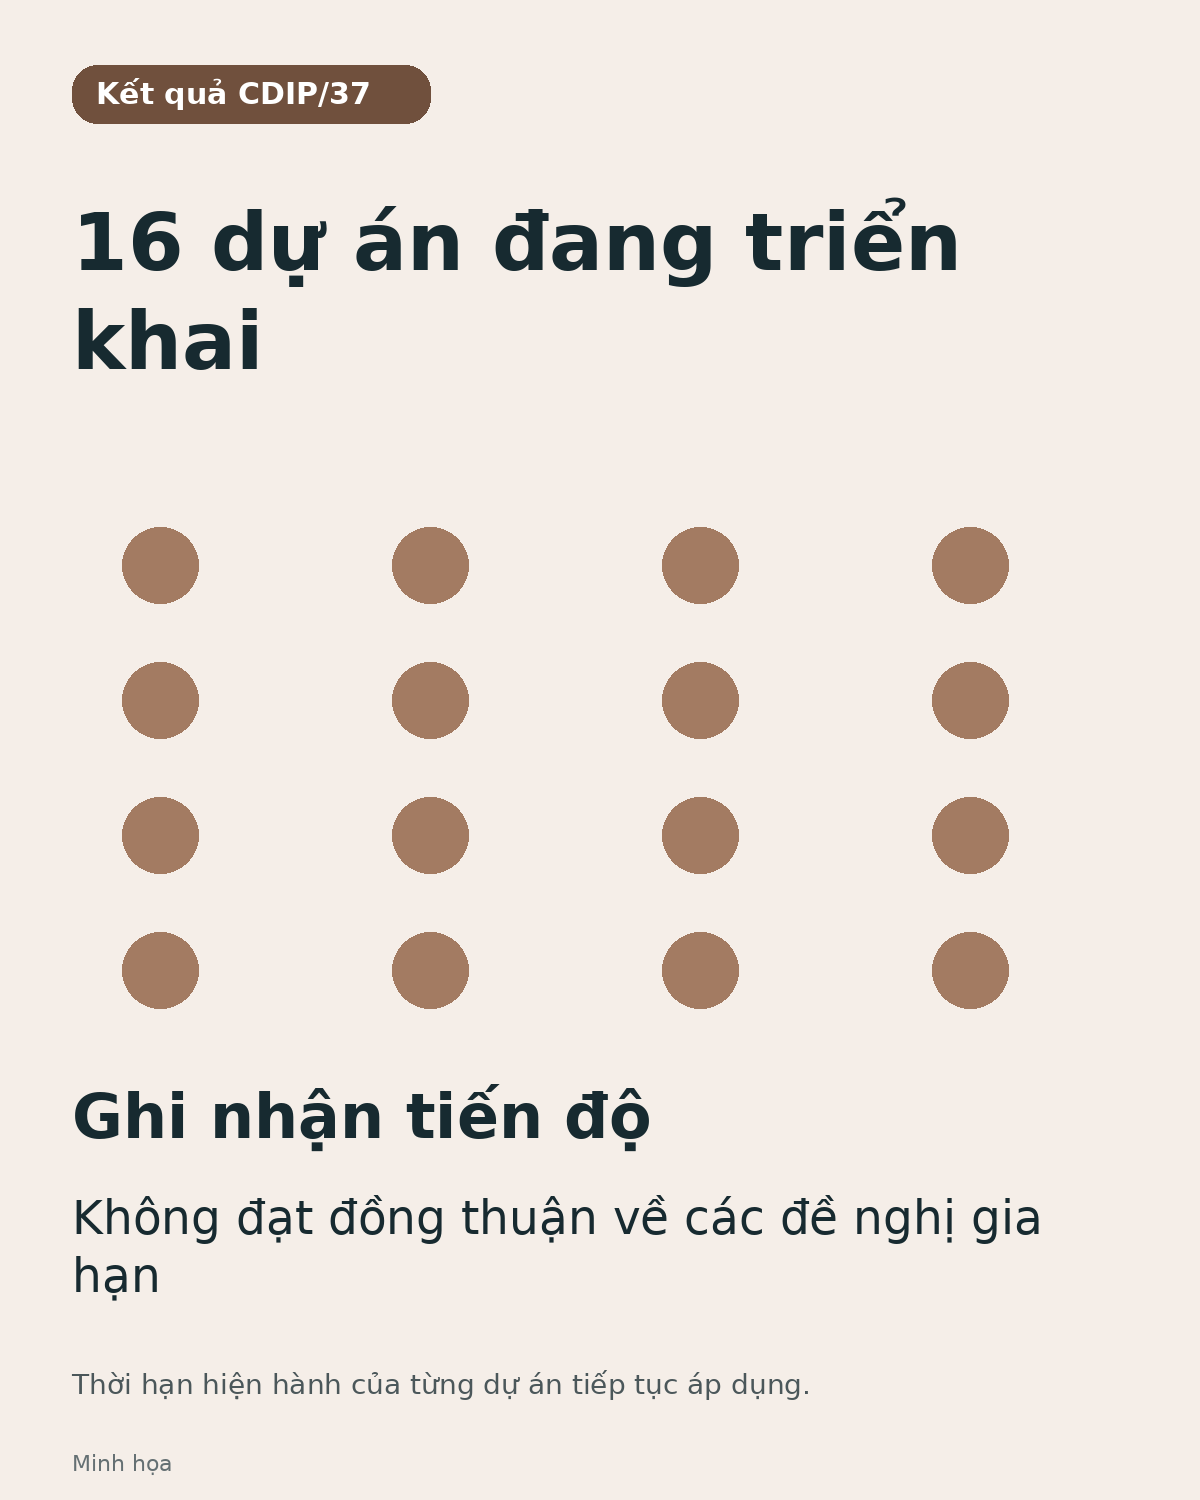 Kết quả CDIP/37
16 dự án đang triển
khai
Ghi nhận tiến độ
Không đạt đồng thuận về các đề nghị gia
hạn
Thời hạn hiện hành của từng dự án tiếp tục áp dụng.
Minh họa